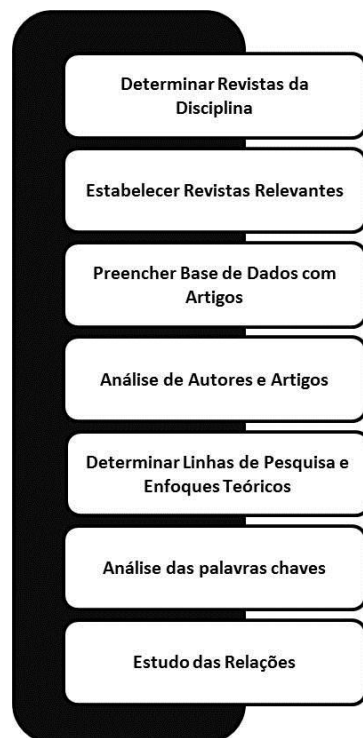 Determinar Revistas da
Disciplina
Estabelecer Revistas Relevantes
Preencher Base de Dados com
Artigos
Análise de Autores e Artigos
Determinar Linhas de Pesquisa e
Enfoques Teóricos
Análise das palavras chaves
Estudo das Relações